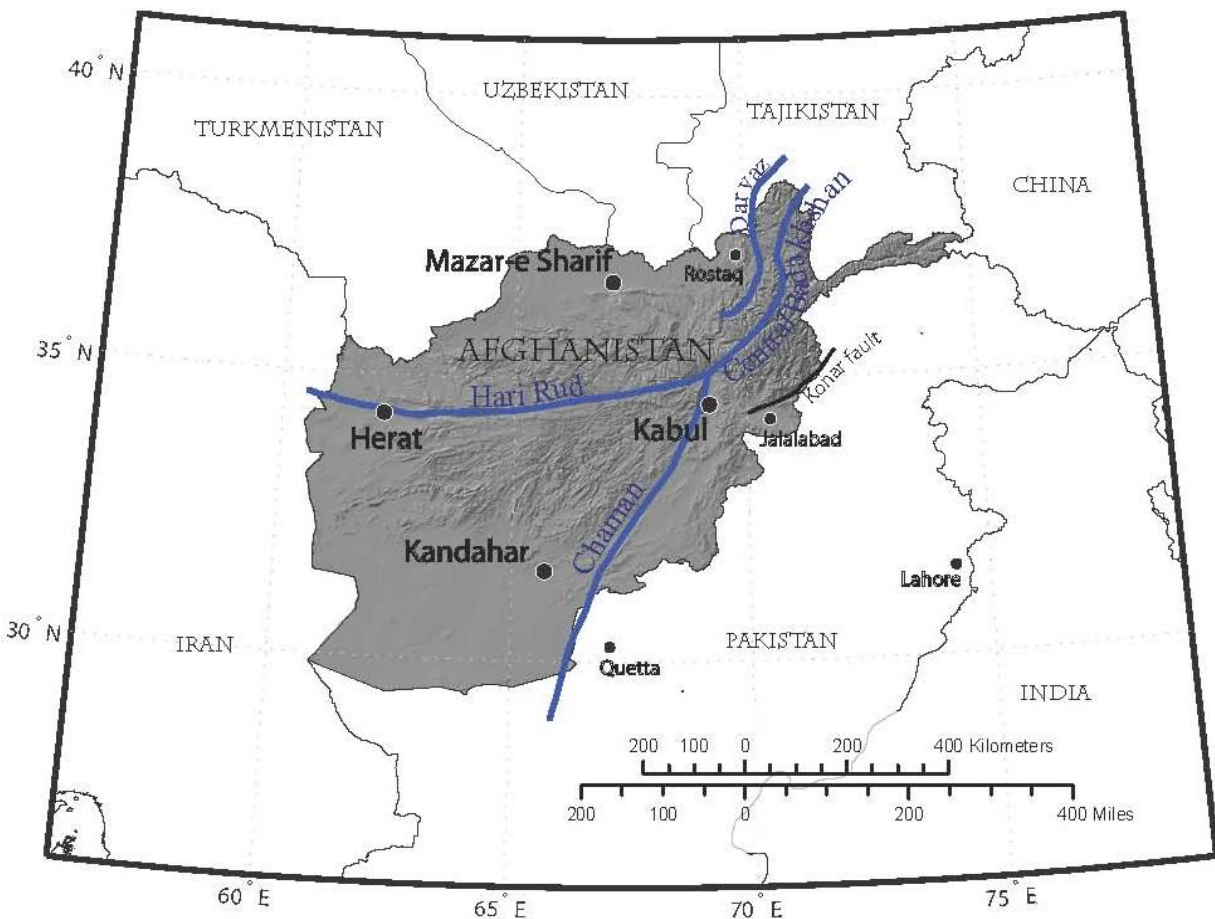 40° N
UZBEKISTAN
TAJIKISTAN
TURKMENISTAN
CHINA
Darvaz
Central Badakhshan
Mazar-e Sharif
Rostaq
35° N
AFGHANISTAN
Konar fault
Hari Rud
Herat
Kabul
Jalalabad
Chaman
Kandahar
Lahore
30° N
IRAN
PAKISTAN
Quetta
INDIA
200 100 0 200 400 Kilometers
200 100 0 200 400 Miles
60° E
65° E
70° E
75° E